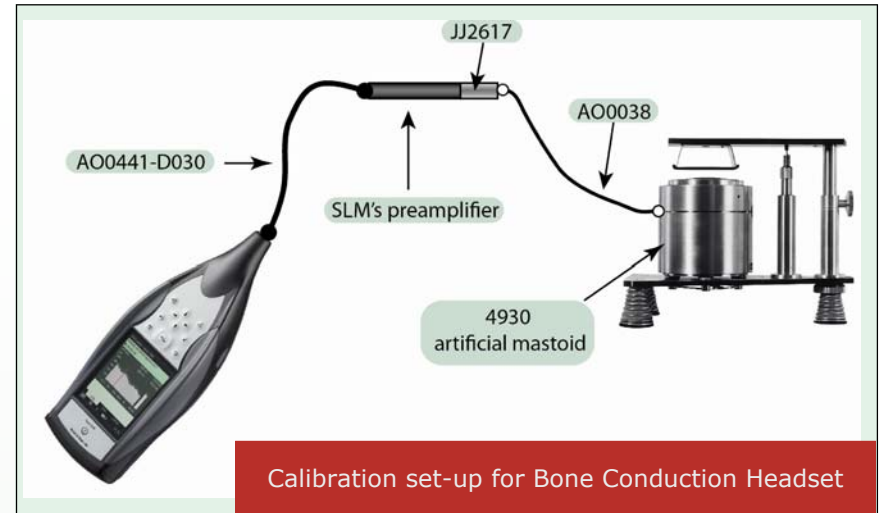 JJ2617
AO0038
AO0441-D030
SLM's preamplifier
4930
artificial mastoid
Calibration set-up for Bone Conduction Headset